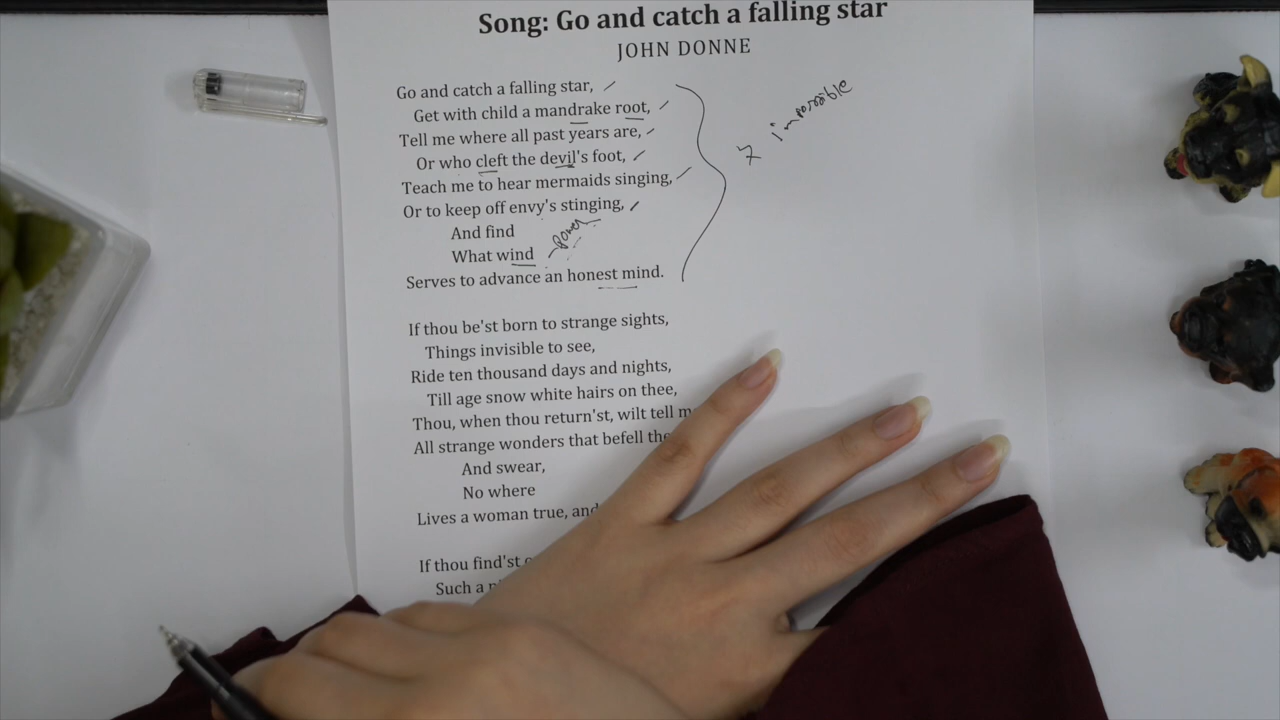 Song: Go and catch a falling star
JOHN DONNE
Go and catch a falling star,
Get with child a mandrake root,
Tell me where all past years are,
Or who cleft the devil's foot,
Teach me to hear mermaids singing,
Or to keep off envy's stinging,
And find
What wind
power
Serves to advance an honest mind.
7 impossible
If thou be'st born to strange sights,
Things invisible to see,
Ride ten thousand days and nights,
Till age snow white hairs on thee,
Thou, when thou return'st, wilt tell
All strange wonders that befell
And swear,
No where
Lives a woman true, and
If thou find'st
Such a